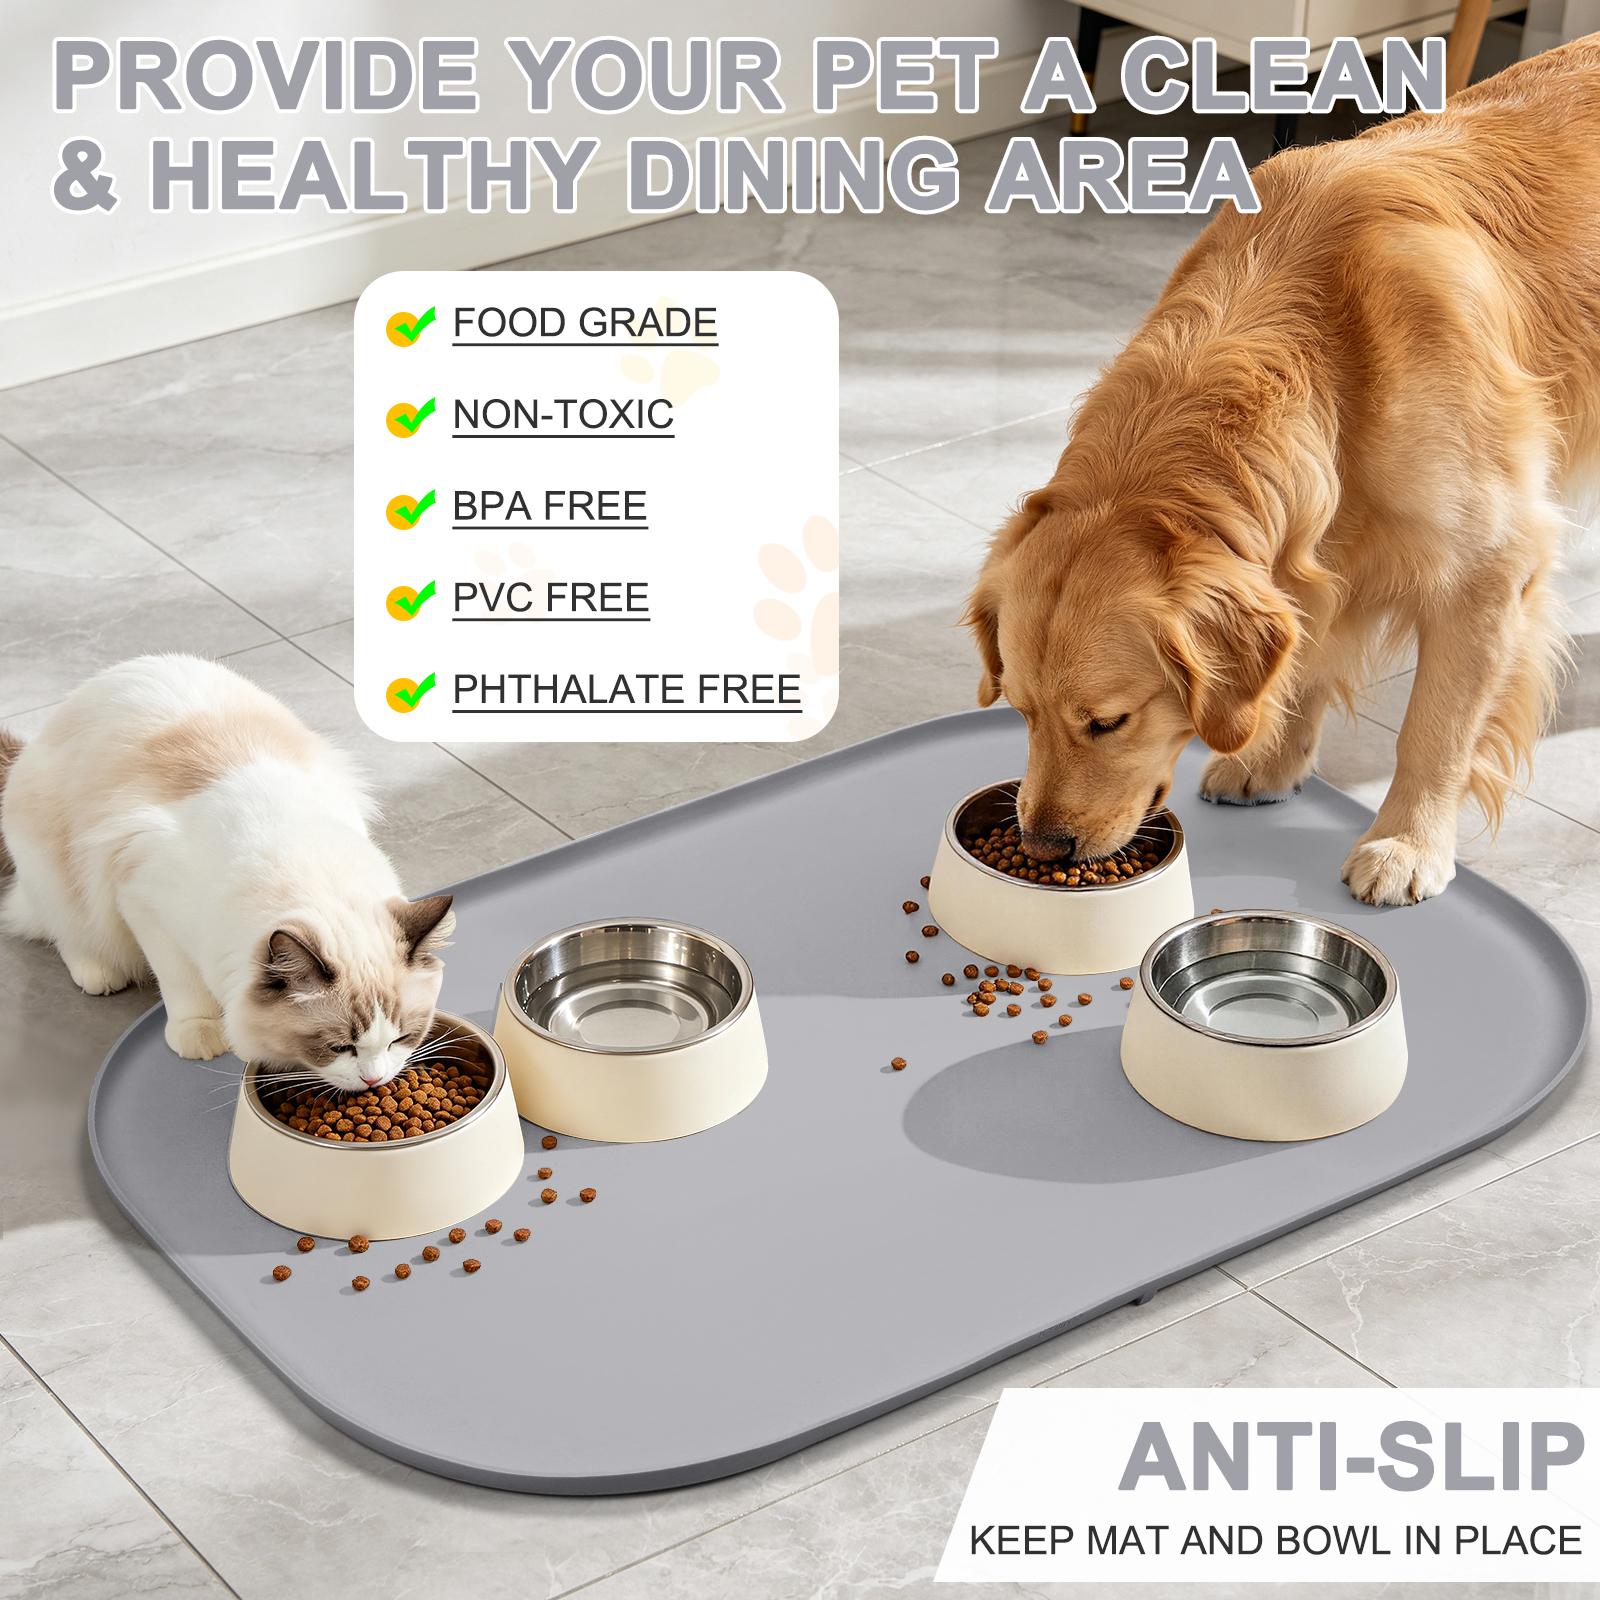 PROVIDE YOUR PET A CLEAN
& HEALTHY DINING AREA
FOOD GRADE
NON-TOXIC
BPA FREE
PVC FREE
PHTHALATE FREE
ANTI-SLIP
KEEP MAT AND BOWL IN PLACE